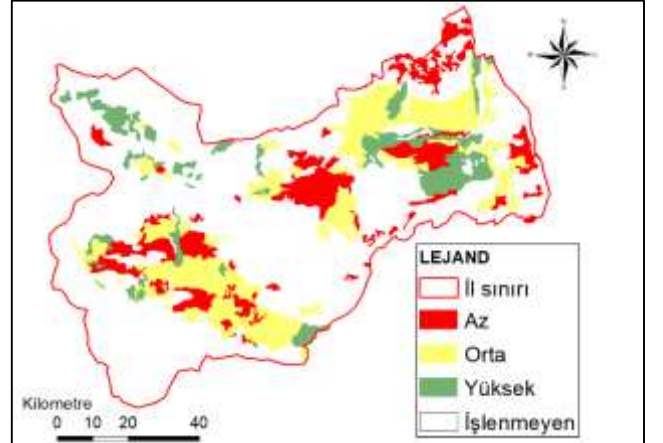 LEJAND
İl sınırı
Az
Orta
Yüksek
İşlenmeyen
Kilometre
0 10 20 40